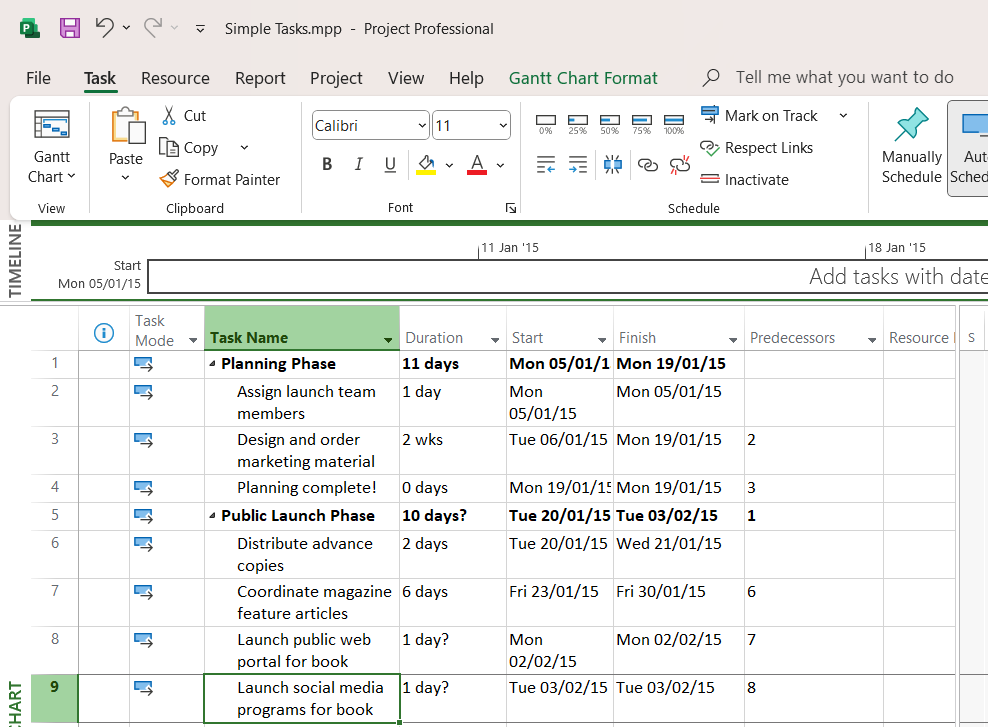 Simple Tasks.mpp - Project Professional
File Task Resource Report Project View Help Gantt Chart Format Tell me what you want to do
Gantt
Chart
View
Paste
Cut
Copy
Format Painter
Clipboard
Calibri 11
B I U A
Font
0% 25% 50% 75% 100%
Mark on Track
Respect Links
Inactivate
Schedule
Manually
Schedule
Aut
Sched
TIMELINE
11 Jan '15 18 Jan '15
Start
Mon 05/01/15
Add tasks with date
Task
Mode
Task Name Duration Start Finish Predecessors Resource S
1 Planning Phase 11 days Mon 05/01/1 Mon 19/01/15
2 Assign launch team 1 day Mon Mon 05/01/15
members 05/01/15
3 Design and order 2 wks Tue 06/01/15 Mon 19/01/15 2
marketing material
4 Planning complete! 0 days Mon 19/01/15 Mon 19/01/15 3
5 Public Launch Phase 10 days? Tue 20/01/15 Tue 03/02/15 1
6 Distribute advance 2 days Tue 20/01/15 Wed 21/01/15
copies
7 Coordinate magazine 6 days Fri 23/01/15 Fri 30/01/15 6
feature articles
8 Launch public web 1 day? Mon Mon 02/02/15 7
portal for book 02/02/15
9 Launch social media 1 day? Tue 03/02/15 Tue 03/02/15 8
programs for book
HART